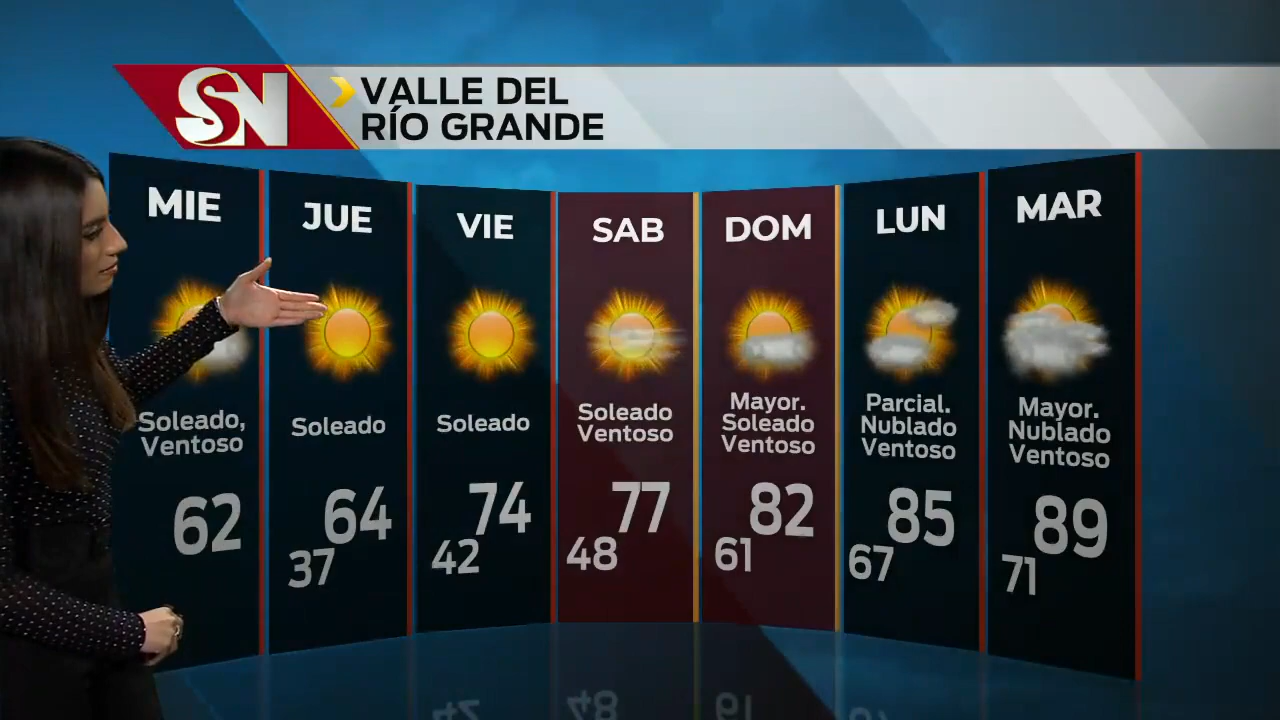 SN
VALLE DEL
RÍO GRANDE
MIE
Soleado,
Ventoso
62
JUE
Soleado
64
37
VIE
Soleado
74
42
SAB
Soleado
Ventoso
77
48
DOM
Mayor.
Soleado
Ventoso
82
61
LUN
Parcial.
Nublado
Ventoso
85
67
MAR
Mayor.
Nublado
Ventoso
89
71